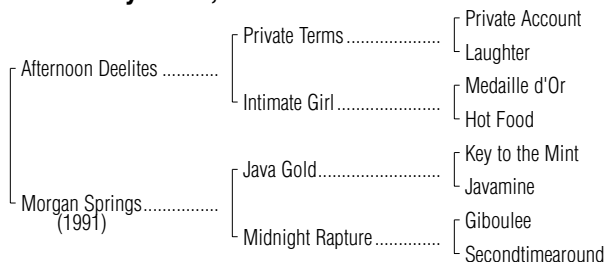 Private Account
Private Terms ....................
Laughter
Afternoon Deelites ............
Medaille d'Or
Intimate Girl......................
Hot Food
Key to the Mint
Java Gold..........................
Javamine
Morgan Springs................
(1991)
Giboulee
Midnight Rapture ..............
Secondtimearound